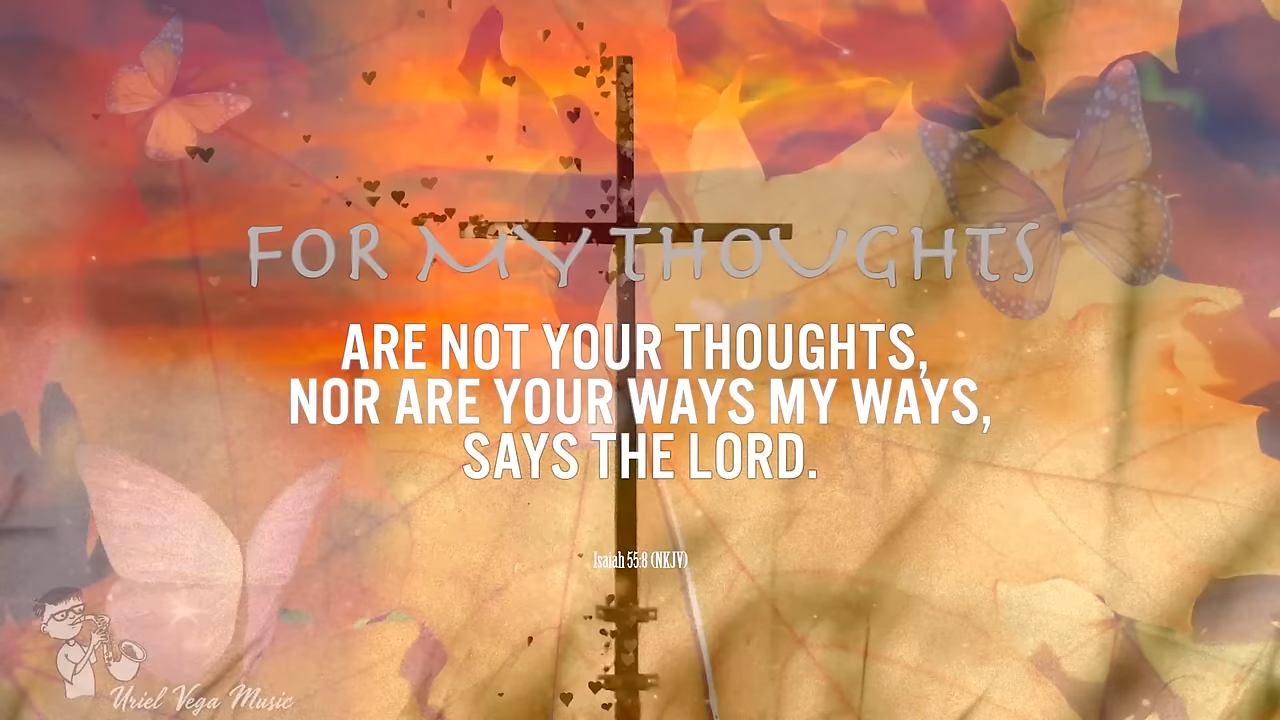 FOR MY THOUGHTS
ARE NOT YOUR THOUGHTS,
NOR ARE YOUR WAYS MY WAYS,
SAYS THE LORD.
Isaiah 55:8 (NKJV)
Uriel Vega Music